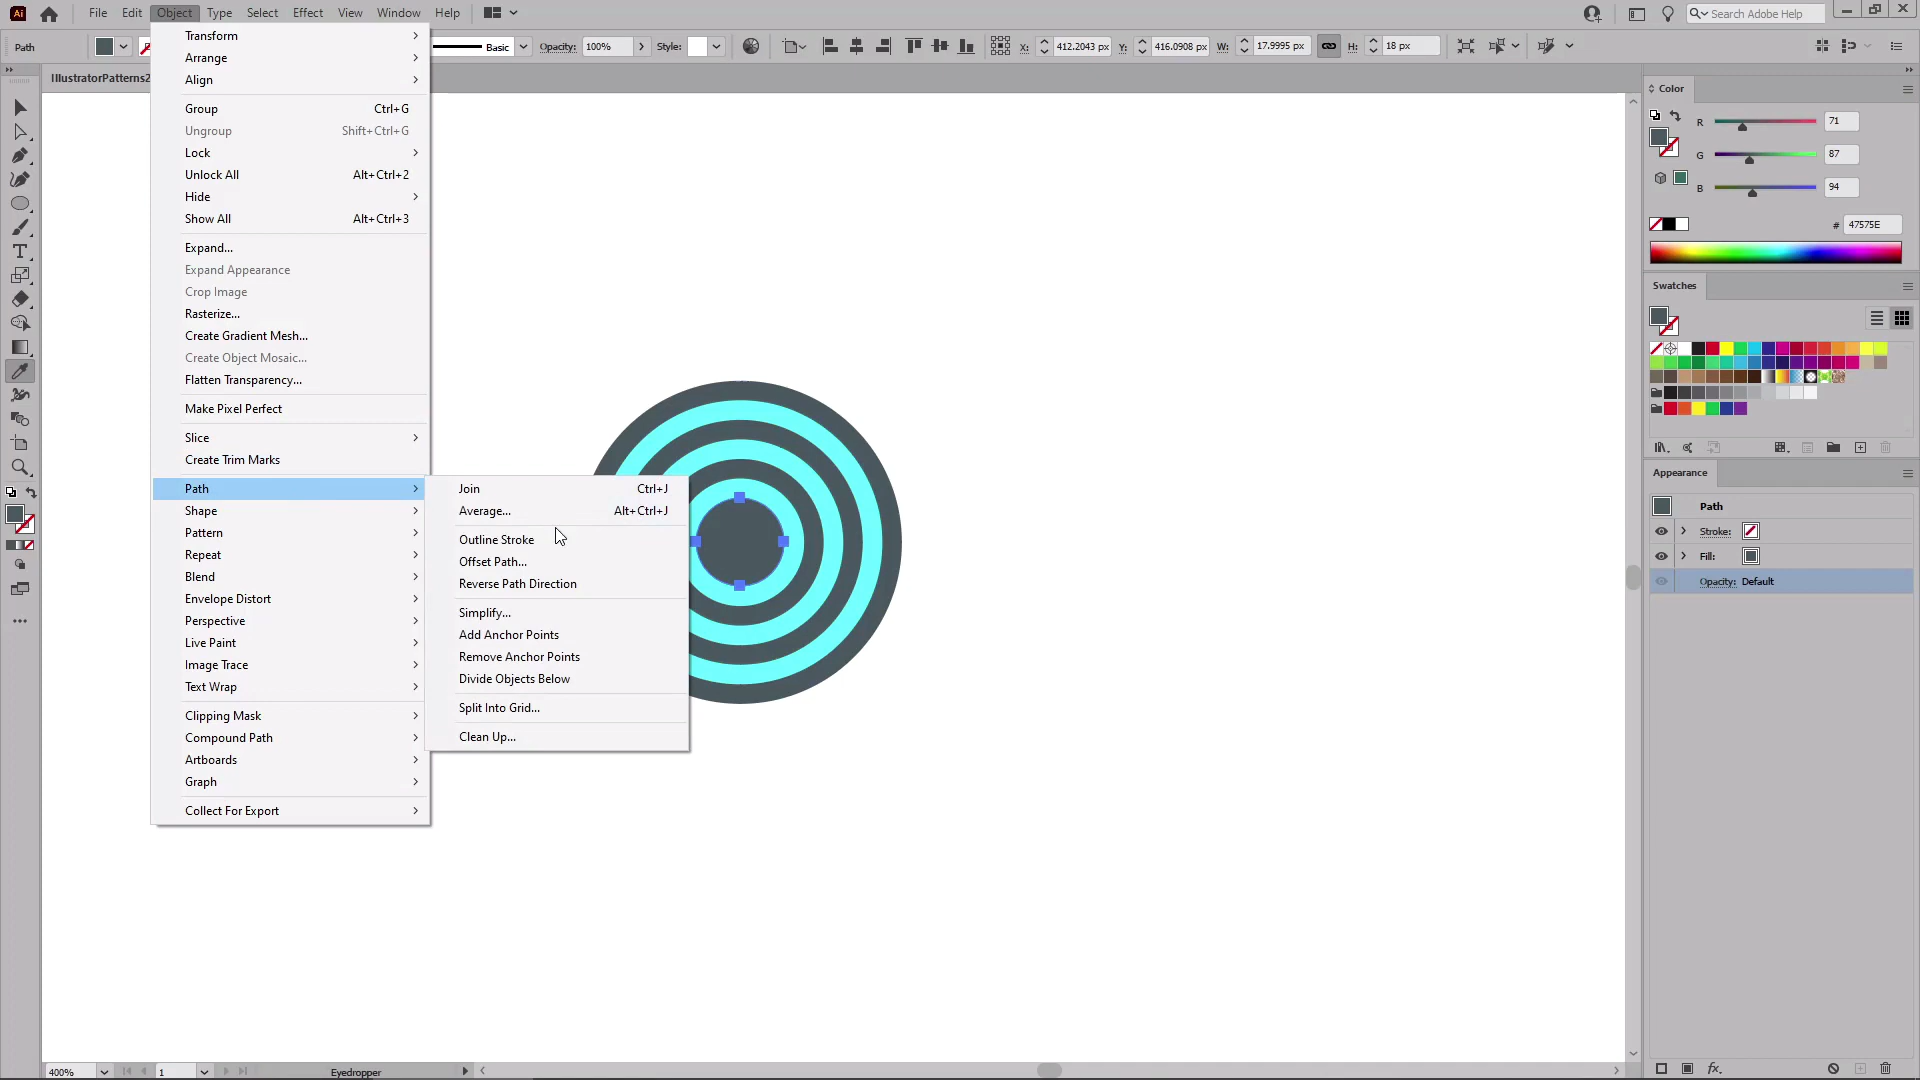 Ai File Edit Object Type Select Effect View Window Help Search Adobe Help
Path Basic Opacity: 100% Style: X: 412.2043 px Y: 416.0908 px W: 17.9995 px H: 18 px
IllustratorPatterns2
Transform
Arrange
Align
Group Ctrl+G
Ungroup Shift+Ctrl+G
Lock
Unlock All Alt+Ctrl+2
Hide
Show All Alt+Ctrl+3
Expand...
Expand Appearance
Crop Image
Rasterize...
Create Gradient Mesh...
Create Object Mosaic...
Flatten Transparency...
Make Pixel Perfect
Slice
Create Trim Marks
Path
Shape
Pattern
Repeat
Blend
Envelope Distort
Perspective
Live Paint
Image Trace
Text Wrap
Clipping Mask
Compound Path
Artboards
Graph
Collect For Export
Join Ctrl+J
Average... Alt+Ctrl+J
Outline Stroke
Offset Path...
Reverse Path Direction
Simplify...
Add Anchor Points
Remove Anchor Points
Divide Objects Below
Split Into Grid...
Clean Up...
Color
R 71
G 87
B 94
# 47575E
Swatches
Appearance
Path
Stroke:
Fill:
Opacity: Default
fx.
400% 1 Eyedropper